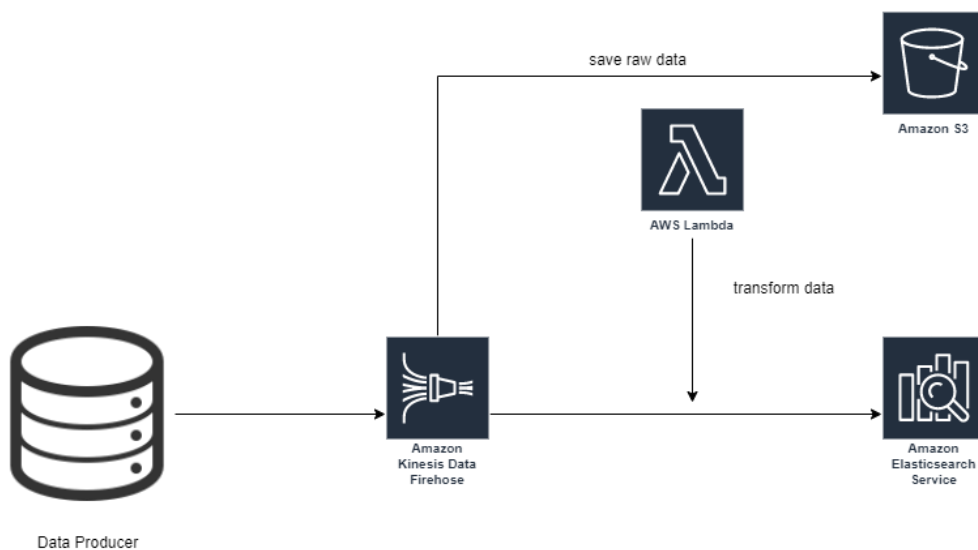 save raw data
Amazon S3
AWS Lambda
transform data
Amazon
Kinesis Data
Firehose
Amazon
Elasticsearch
Service
Data Producer